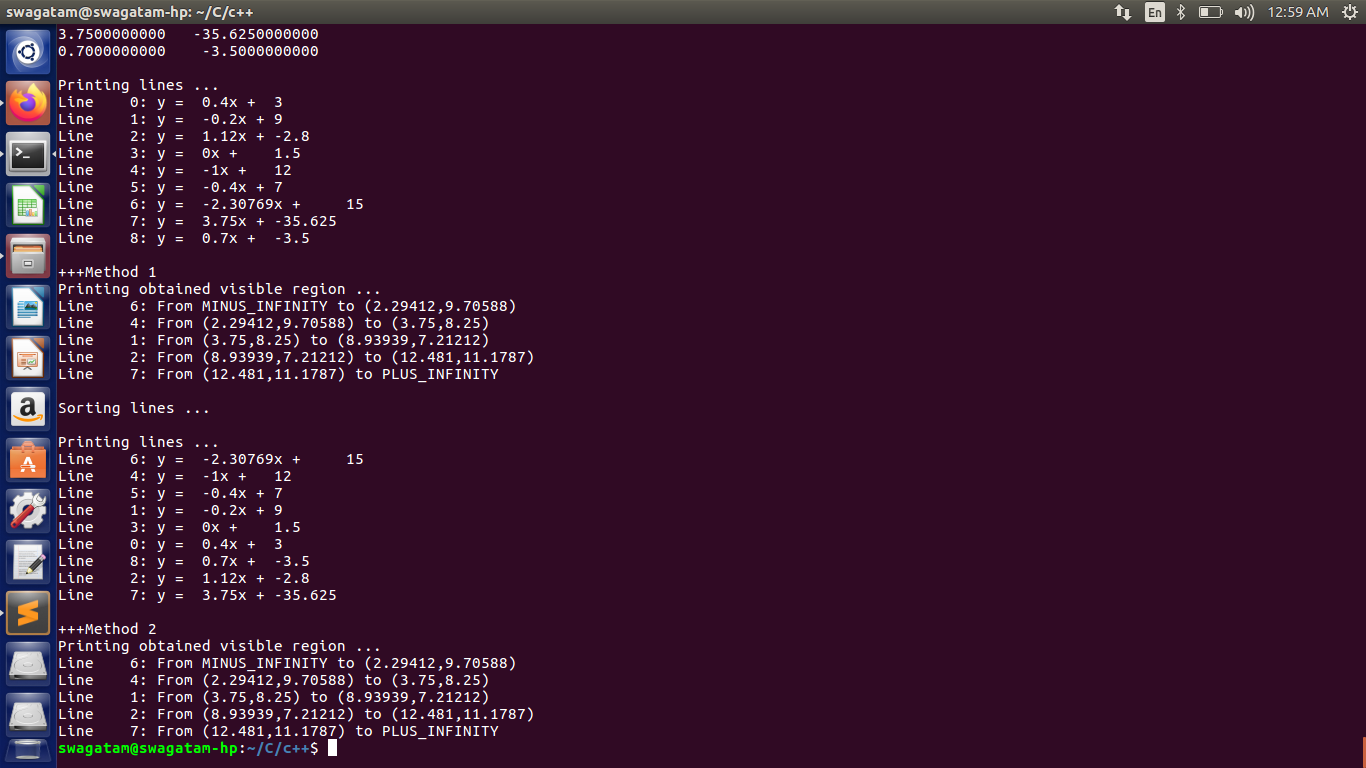 swagatam@swagatam-hp: ~/C/c++ En 12:59 AM
3.7500000000   -35.6250000000
0.7000000000    -3.5000000000
Printing lines ...
Line    0: y =  0.4x +  3
Line    1: y =  -0.2x + 9
Line    2: y =  1.12x + -2.8
Line    3: y =  0x +    1.5
Line    4: y =  -1x +   12
Line    5: y =  -0.4x + 7
Line    6: y =  -2.30769x +     15
Line    7: y =  3.75x + -35.625
Line    8: y =  0.7x +  -3.5
+++Method 1
Printing obtained visible region ...
Line    6: From MINUS_INFINITY to (2.29412,9.70588)
Line    4: From (2.29412,9.70588) to (3.75,8.25)
Line    1: From (3.75,8.25) to (8.93939,7.21212)
Line    2: From (8.93939,7.21212) to (12.481,11.1787)
Line    7: From (12.481,11.1787) to PLUS_INFINITY
Sorting lines ...
Printing lines ...
Line    6: y =  -2.30769x +     15
Line    4: y =  -1x +   12
Line    5: y =  -0.4x + 7
Line    1: y =  -0.2x + 9
Line    3: y =  0x +    1.5
Line    0: y =  0.4x +  3
Line    8: y =  0.7x +  -3.5
Line    2: y =  1.12x + -2.8
Line    7: y =  3.75x + -35.625
+++Method 2
Printing obtained visible region ...
Line    6: From MINUS_INFINITY to (2.29412,9.70588)
Line    4: From (2.29412,9.70588) to (3.75,8.25)
Line    1: From (3.75,8.25) to (8.93939,7.21212)
Line    2: From (8.93939,7.21212) to (12.481,11.1787)
Line    7: From (12.481,11.1787) to PLUS_INFINITY
swagatam@swagatam-hp:~/C/c++$